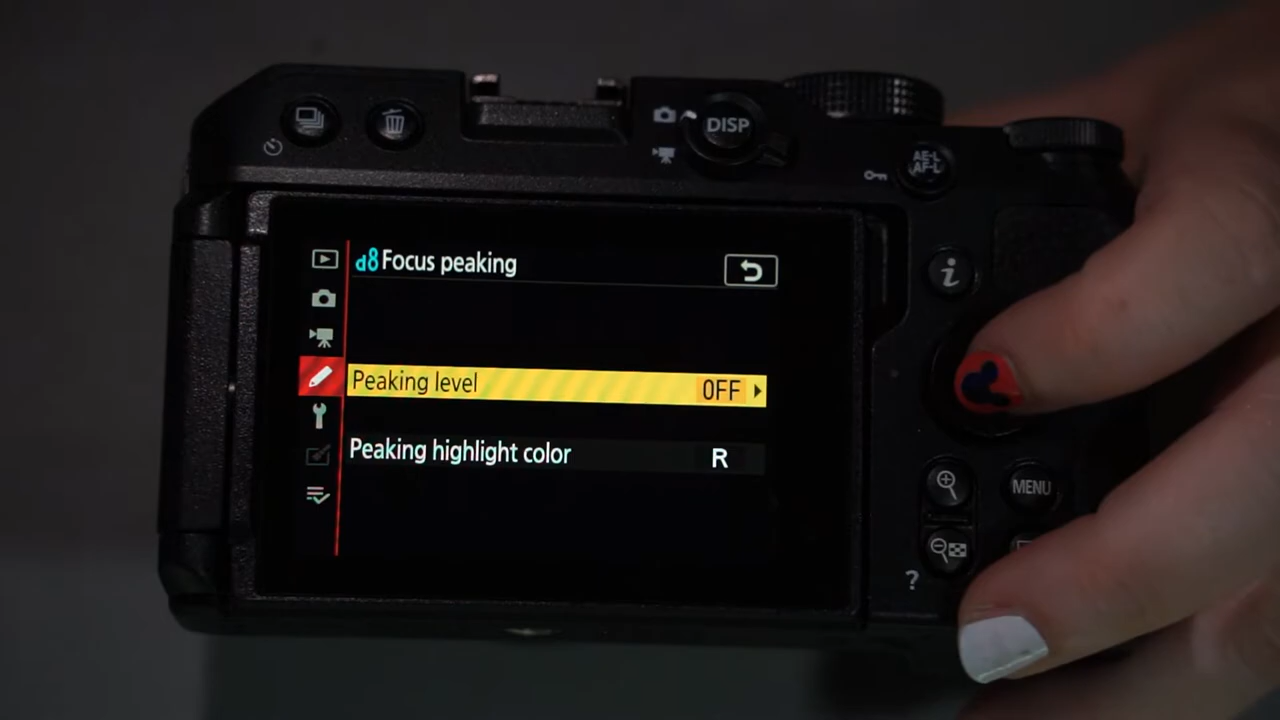 DISP
AE-L
AF-L
d8 Focus peaking
i
Peaking level OFF
Peaking highlight color R
MENU
?